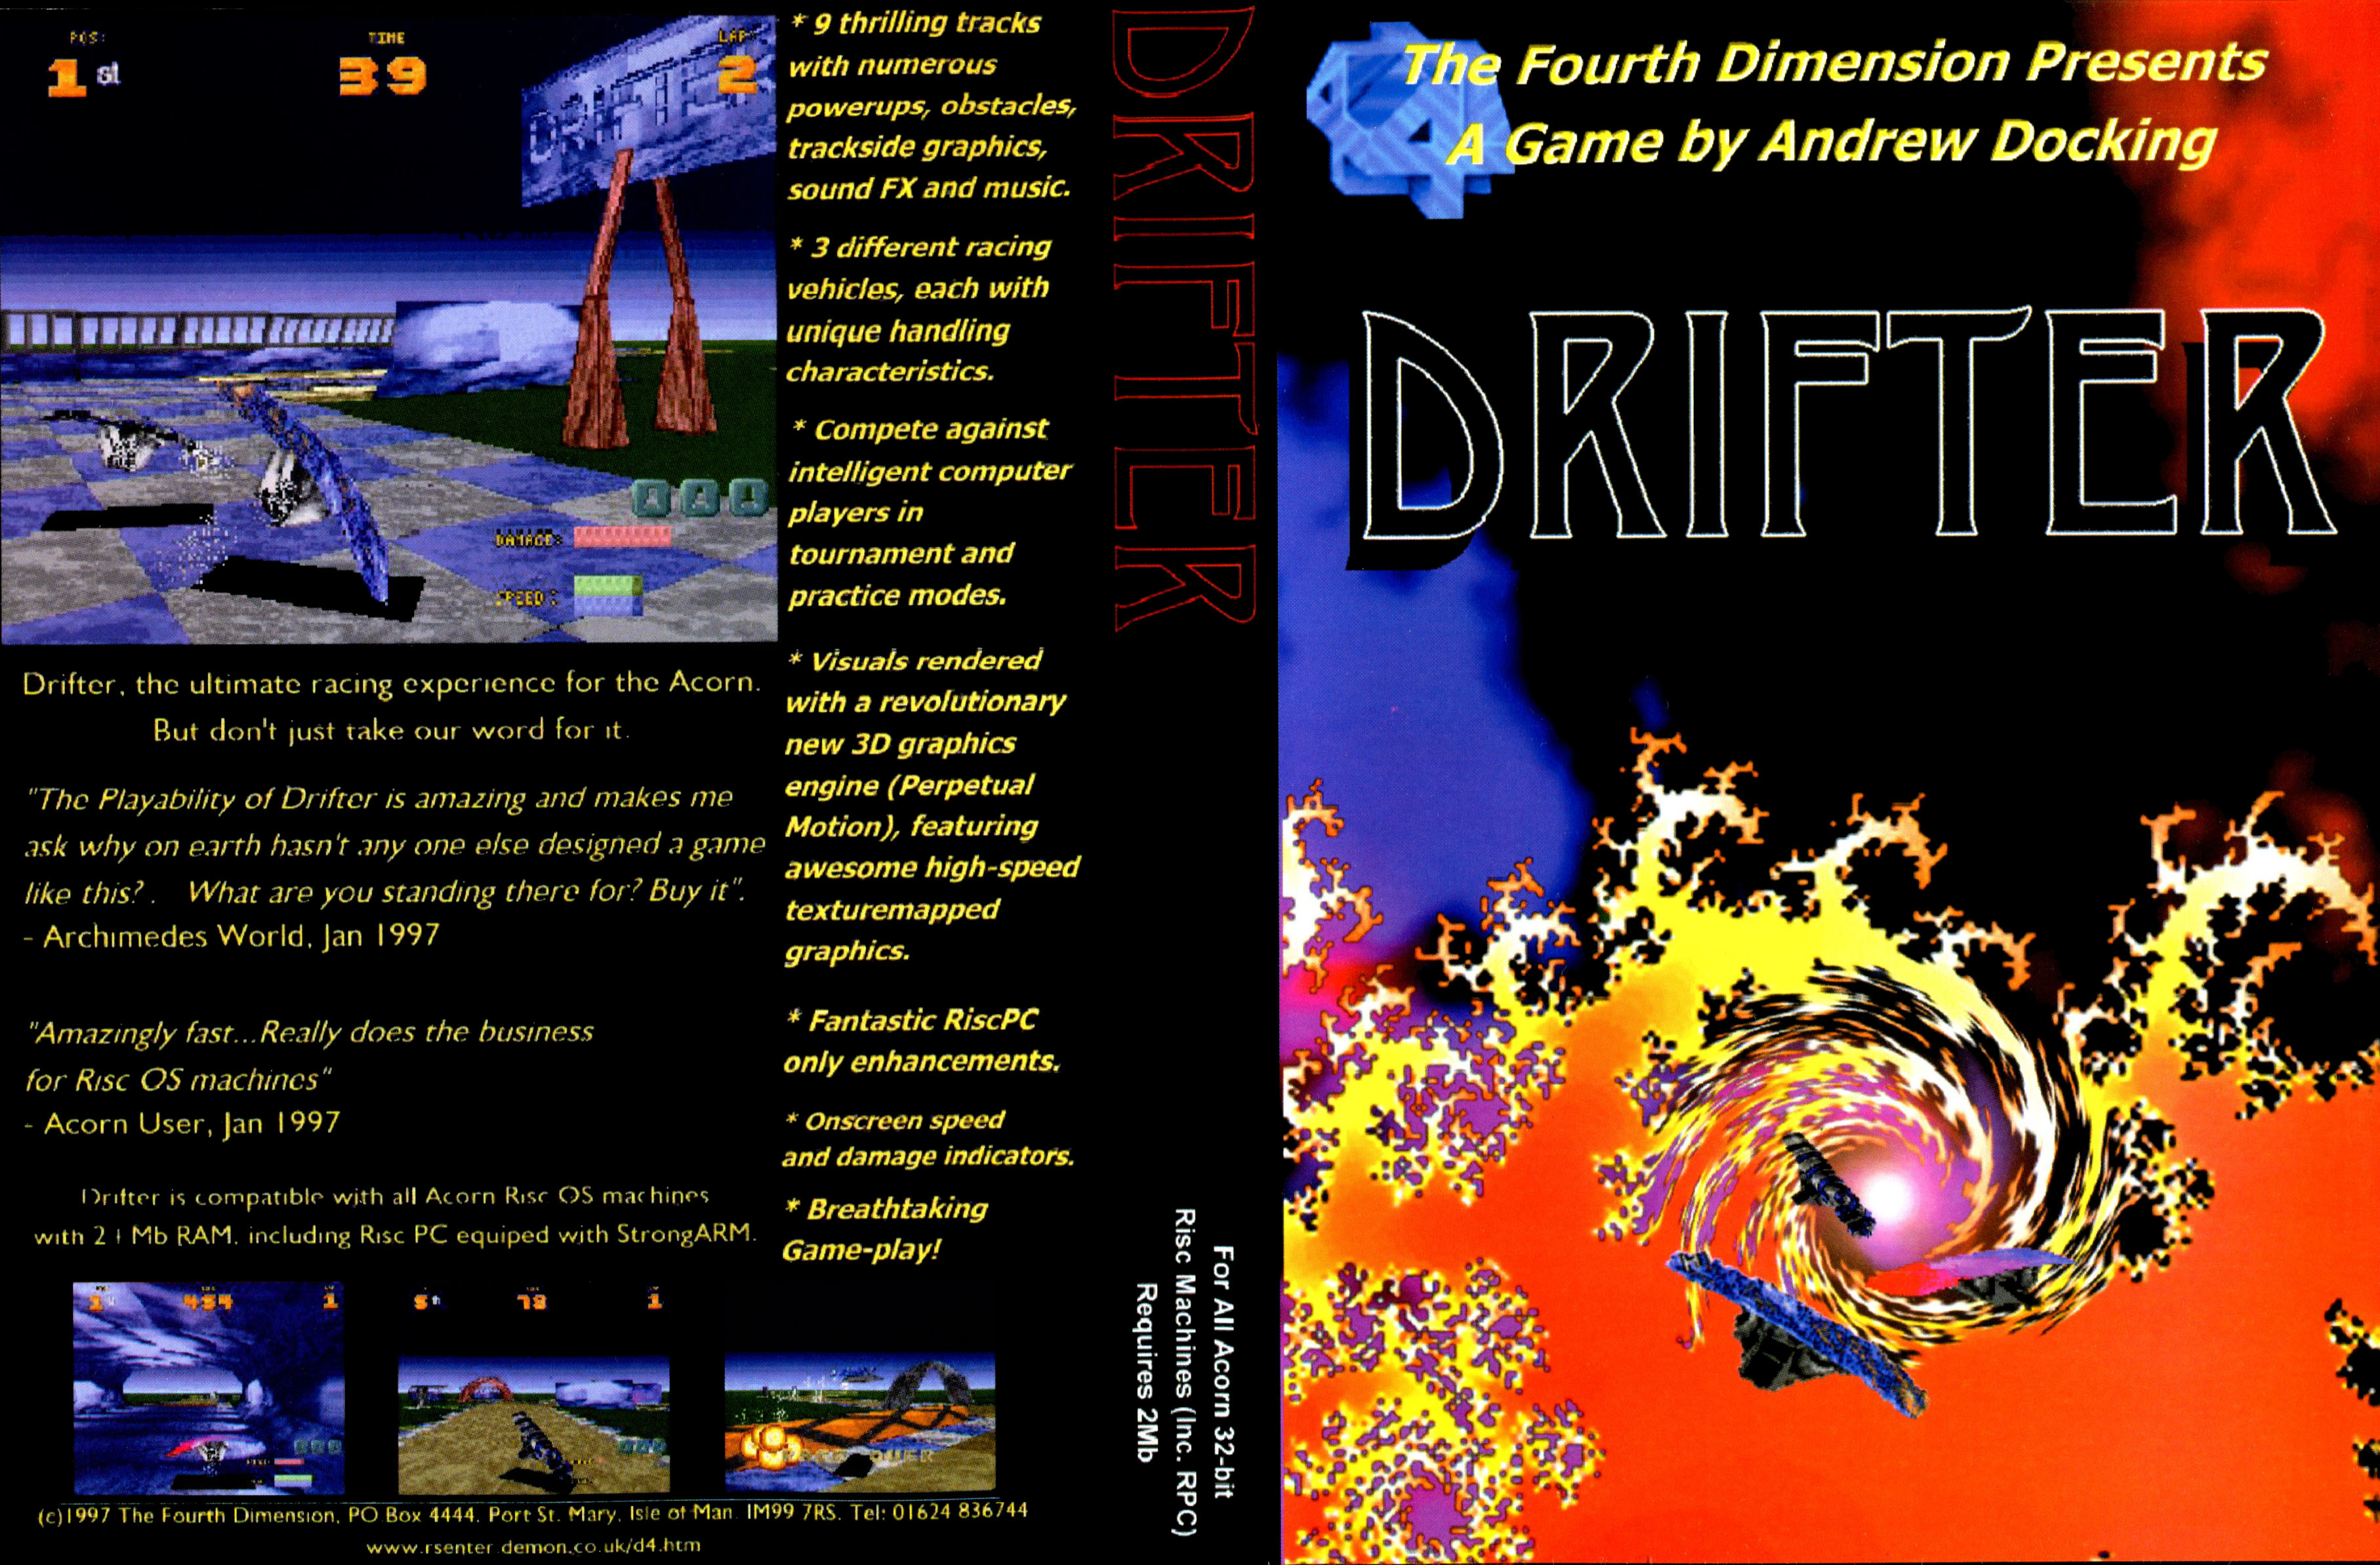 POS:
1st
TIME
39
LAP:
2
DRIFTER
DAMAGE:
SPEED:
Drifter, the ultimate racing experience for the Acorn.
But don't just take our word for it.
"The Playability of Drifter is amazing and makes me
ask why on earth hasn't any one else designed a game
like this? .   What are you standing there for? Buy it".
- Archimedes World, Jan 1997
"Amazingly fast...Really does the business
for Risc OS machines"
- Acorn User, Jan 1997
Drifter is compatible with all Acorn Risc OS machines
with 2+ Mb RAM, including Risc PC equiped with StrongARM.
1st
454
1
5th
78
1
(c)1997 The Fourth Dimension, PO Box 4444, Port St. Mary, Isle of Man. IM99 7RS. Tel: 01624 836744
www.rsenter.demon.co.uk/d4.htm
* 9 thrilling tracks
with numerous
powerups, obstacles,
trackside graphics,
sound FX and music.
* 3 different racing
vehicles, each with
unique handling
characteristics.
* Compete against
intelligent computer
players in
tournament and
practice modes.
* Visuals rendered
with a revolutionary
new 3D graphics
engine (Perpetual
Motion), featuring
awesome high-speed
texturemapped
graphics.
* Fantastic RiscPC
only enhancements.
* Onscreen speed
and damage indicators.
* Breathtaking
Game-play!
DRIFTER
For All Acorn 32-bit
Risc Machines (Inc. RPC)
Requires 2Mb
The Fourth Dimension Presents
A Game by Andrew Docking
DRIFTER